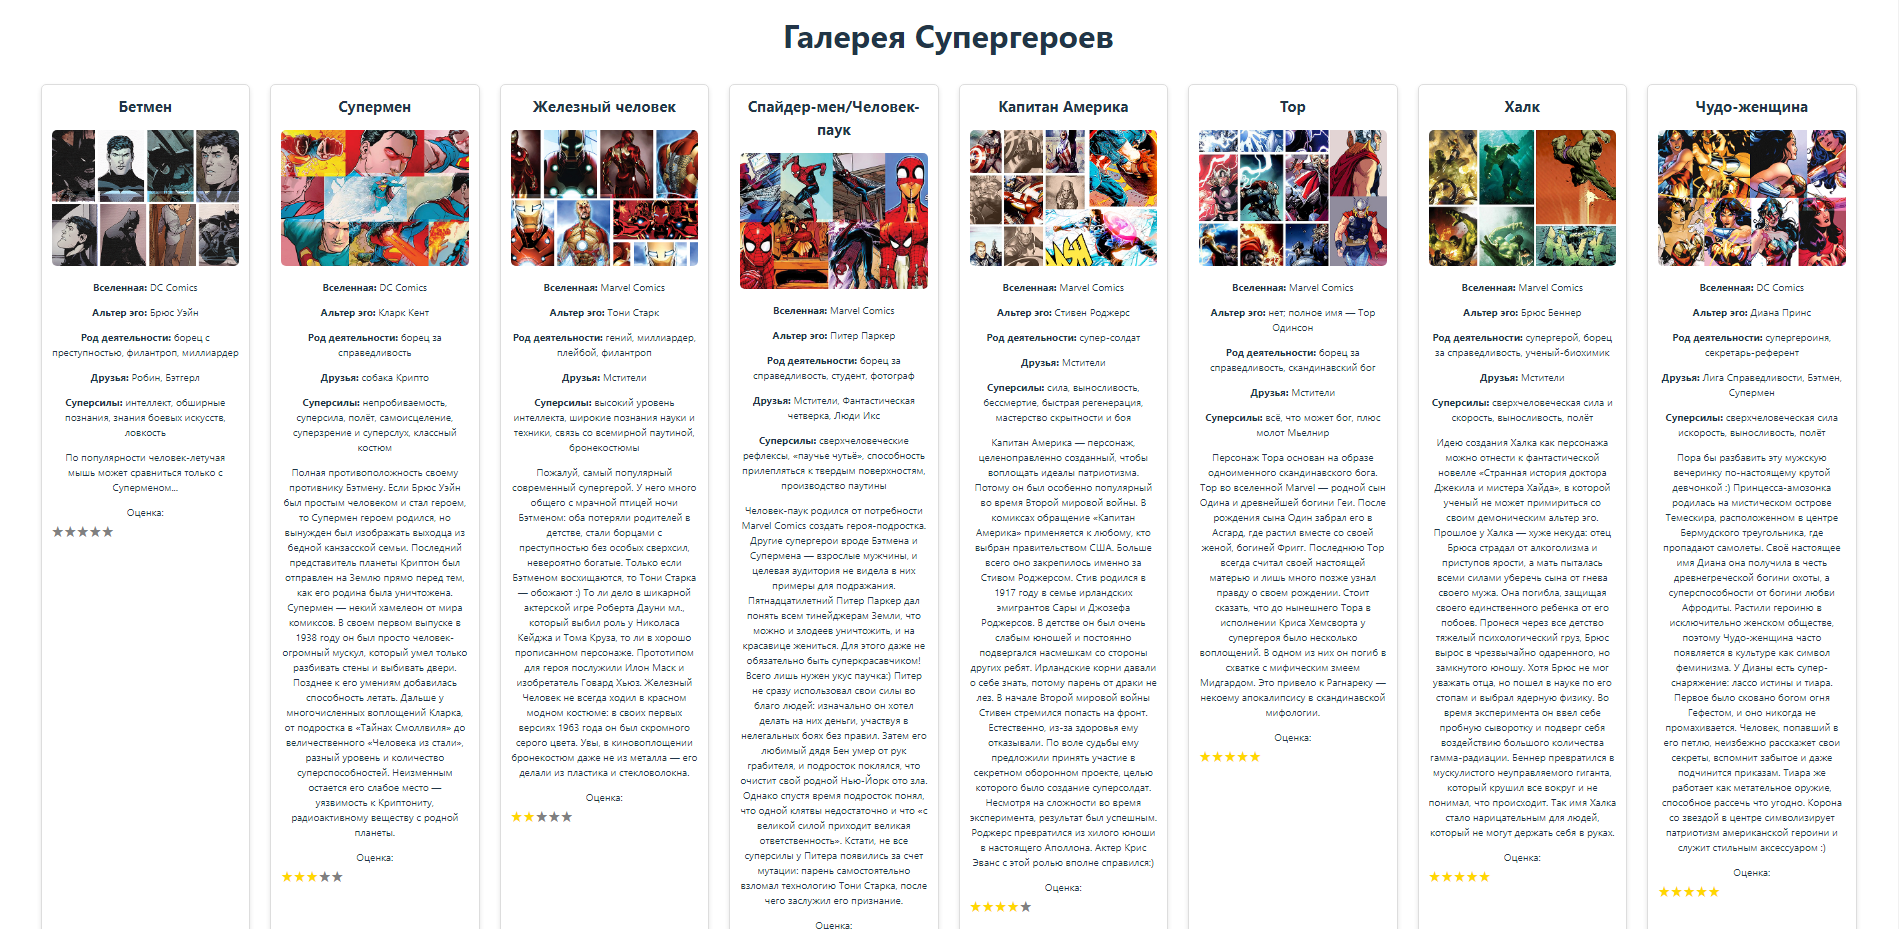 Галерея Супергероев
Бетмен
Вселенная: DC Comics
Альтер эго: Брюс Уэйн
Род деятельности: борец с
преступностью, филантроп, миллиардер
Друзья: Робин, Бэтгерл
Суперсилы: интеллект, обширные
познания, знания боевых искусств,
ловкость
По популярности человек-летучая
мышь может сравниться только с
Суперменом...
Оценка:
★★★★★
Супермен
Вселенная: DC Comics
Альтер эго: Кларк Кент
Род деятельности: борец за
справедливость
Друзья: собака Крипто
Суперсилы: непробиваемость,
суперсила, полёт, самоисцеление,
суперзрение и суперслух, классный
костюм
Полная противоположность своему
противнику Бэтмену. Если Брюс Уэйн
был простым человеком и стал героем,
то Супермен героем родился, но
вынужден был изображать выходца из
бедной канзасской семьи. Последний
представитель планеты Криптон был
отправлен на Землю прямо перед тем,
как его родина была уничтожена.
Супермен — некий хамелеон от мира
комиксов. В своем первом выпуске в
1938 году он был просто человек-
огромный мускул, который умел только
разбивать стены и выбивать двери.
Позднее к его умениям добавилась
способность летать. Дальше у
многочисленных воплощений Кларка,
от подростка в «Тайнах Смоллвиля» до
величественного «Человека из стали»,
разный уровень и количество
суперспособностей. Неизменным
остается его слабое место —
уязвимость к Криптониту,
радиоактивному веществу с родной
планеты.
Оценка:
★★★★★
Железный человек
Вселенная: Marvel Comics
Альтер эго: Тони Старк
Род деятельности: гений, миллиардер,
плейбой, филантроп
Друзья: Мстители
Суперсилы: высокий уровень
интеллекта, широкие познания науки и
техники, связь со всемирной паутиной,
бронекостюмы
Пожалуй, самый популярный
современный супергерой. У него много
общего с мрачной птицей ночи
Бэтменом: оба потеряли родителей в
детстве, стали борцами с
преступностью без особых сверхсил,
невероятно богатые. Только если
Бэтменом восхищаются, то Тони Старка
— обожают :) То ли дело в шикарной
актерской игре Роберта Дауни мл.,
который выбил роль у Николаса
Кейджа и Тома Круза, то ли в хорошо
прописанном персонаже. Прототипом
для героя послужили Илон Маск и
изобретатель Говард Хьюз. Железный
Человек не всегда ходил в красном
модном костюме: в своих первых
версиях 1963 года он был скромного
серого цвета. Увы, в киновоплощении
бронекостюм даже не из металла — его
делали из пластика и стекловолокна.
Оценка:
★★★★★
Спайдер-мен/Человек-
паук
Вселенная: Marvel Comics
Альтер эго: Питер Паркер
Род деятельности: борец за
справедливость, студент, фотограф
Друзья: Мстители, Фантастическая
четверка, Люди Икс
Суперсилы: сверхчеловеческие
рефлексы, «паучье чутьё», способность
прилепляться к твердым поверхностям,
производство паутины
Человек-паук родился от потребности
Marvel Comics создать героя-подростка.
Другие супергерои вроде Бэтмена и
Супермена — взрослые мужчины, и
целевая аудитория не видела в них
примеры для подражания.
Пятнадцатилетний Питер Паркер дал
понять всем тинейджерам Земли, что
можно и злодеев уничтожить, и на
красавице жениться. Для этого даже не
обязательно быть суперкрасавчиком!
Всего лишь нужен укус паучка:) Питер
не сразу использовал свои силы во
благо людей: изначально он хотел
делать на них деньги, участвуя в
нелегальных боях без правил. Затем его
любимый дядя Бен умер от рук
грабителя, и подросток поклялся, что
очистит свой родной Нью-Йорк ото зла.
Однако спустя время подросток понял,
что одной клятвы недостаточно и что «с
великой силой приходит великая
ответственность». Кстати, не все
суперсилы у Питера появились за счет
мутации: парень самостоятельно
взломал технологию Тони Старка, после
чего заслужил его признание.
Оценка:
Капитан Америка
Вселенная: Marvel Comics
Альтер эго: Стивен Роджерс
Род деятельности: супер-солдат
Друзья: Мстители
Суперсилы: сила, выносливость,
бессмертие, быстрая регенерация,
мастерство скрытности и боя
Капитан Америка — персонаж,
целенаправленно созданный, чтобы
воплощать идеалы патриотизма.
Потому он был особенно популярный
во время Второй мировой войны. В
комиксах обращение «Капитан
Америка» применяется к любому, кто
выбран правительством США. Больше
всего оно закрепилось именно за
Стивом Роджерсом. Стив родился в
1917 году в семье ирландских
эмигрантов Сары и Джозефа
Роджерсов. В детстве он был очень
слабым юношей и постоянно
подвергался насмешкам со стороны
других ребят. Ирландские корни давали
о себе знать, потому парень от драки не
лез. В начале Второй мировой войны
Стивен стремился попасть на фронт.
Естественно, из-за здоровья ему
отказывали. По воле судьбы ему
предложили принять участие в
секретном оборонном проекте, целью
которого было создание суперсолдат.
Несмотря на сложности во время
эксперимента, результат был успешным.
Роджерс превратился из хилого юноши
в настоящего Аполлона. Актер Крис
Эванс с этой ролью вполне справился:)
Оценка:
★★★★★
Тор
Вселенная: Marvel Comics
Альтер эго: нет; полное имя — Тор
Одинсон
Род деятельности: борец за
справедливость, скандинавский бог
Друзья: Мстители
Суперсилы: всё, что может бог, плюс
молот Мьелнир
Персонаж Тора основан на образе
одноименного скандинавского бога.
Тор во вселенной Marvel — родной сын
Одина и древнейшей богини Геи. После
рождения сына Один забрал его в
Асгард, где растил вместе со своей
женой, богиней Фригг. Последнюю Тор
всегда считал своей настоящей
матерью и лишь много позже узнал
правду о своем рождении. Стоит
сказать, что до нынешнего Тора в
исполнении Криса Хемсворта у
супергероя было несколько
воплощений. В одном из них он погиб в
схватке с мифическим змеем
Мидгардом. Это привело к Рагнареку —
некоему апокалипсису в скандинавской
мифологии.
Оценка:
★★★★★
Халк
Вселенная: Marvel Comics
Альтер эго: Брюс Беннер
Род деятельности: супергерой, борец
за справедливость, ученый-биохимик
Друзья: Мстители
Суперсилы: сверхчеловеческая сила и
скорость, выносливость, полёт
Идею создания Халка как персонажа
можно отнести к фантастической
новелле «Странная история доктора
Джекила и мистера Хайда», в которой
ученый не может примириться со
своим демоническим альтер эго.
Прошлое у Халка — хуже некуда: отец
Брюса страдал от алкоголизма и
приступов ярости, а мать пыталась
всеми силами уберечь сына от гнева
своего мужа. Она погибла, защищая
своего единственного ребенка от его
побоев. Пронеся через все детство
тяжелый психологический груз, Брюс
вырос в чрезвычайно одаренного, но
замкнутого юношу. Хотя Брюс не мог
уважать отца, но пошел в науке по его
стопам и выбрал ядерную физику. Во
время эксперимента он ввел себе
пробную сыворотку и подверг себя
воздействию большого количества
гамма-радиации. Беннер превратился в
мускулистого неуправляемого гиганта,
который крушил все вокруг и не
понимал, что происходит. Так имя Халка
стало нарицательным для людей,
который не могут держать себя в руках.
Оценка:
★★★★★
Чудо-женщина
Вселенная: DC Comics
Альтер эго: Диана Принс
Род деятельности: супергероиня,
секретарь-референт
Друзья: Лига Справедливости, Бэтмен,
Супермен
Суперсилы: сверхчеловеческая сила
искорость, выносливость, полёт
Пора бы разбавить эту мужскую
вечеринку по-настоящему крутой
девчонкой :) Принцесса-амозонка
родилась на мистическом острове
Темескира, расположенном в центре
Бермудского треугольника, где
пропадают самолеты. Своё настоящее
имя Диана она получила в честь
древнегреческой богини охоты, а
суперспособности от богини любви
Афродиты. Растили героиню в
исключительно женском обществе,
поэтому Чудо-женщина часто
появляется в культуре как символ
феминизма. У Дианы есть супер-
снаряжение: лассо истины и тиара.
Первое было сковано богом огня
Гефестом, и оно никогда не
промахивается. Человек, попавший в
его петлю, неизбежно расскажет свои
секреты, вспомнит забытое и даже
подчинится приказам. Тиара же
работает как метательное оружие,
способное рассечь что угодно. Корона
со звездой в центре символизирует
патриотизм американской героини и
служит стильным аксессуаром :)
Оценка:
★★★★★